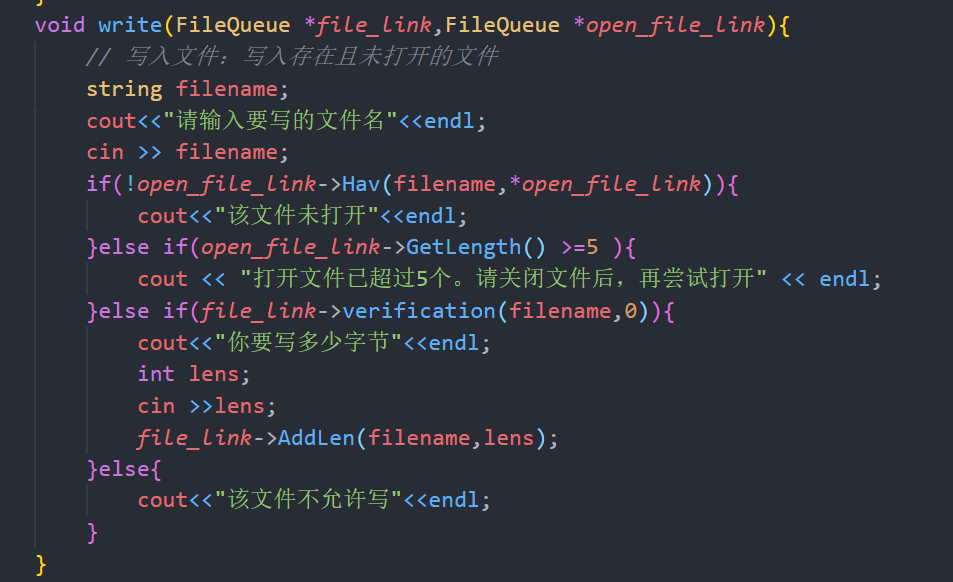 }
void write(FileQueue *file_link,FileQueue *open_file_link){
// 写入文件：写入存在且未打开的文件
string filename;
cout<<"请输入要写的文件名"<<endl;
cin >> filename;
if(!open_file_link->Hav(filename,*open_file_link)){
cout<<"该文件未打开"<<endl;
}else if(open_file_link->GetLength() >=5 ){
cout << "打开文件已超过5个。请关闭文件后，再尝试打开" << endl;
}else if(file_link->verification(filename,0)){
cout<<"你要写多少字节"<<endl;
int lens;
cin >>lens;
file_link->AddLen(filename,lens);
}else{
cout<<"该文件不允许写"<<endl;
}
}